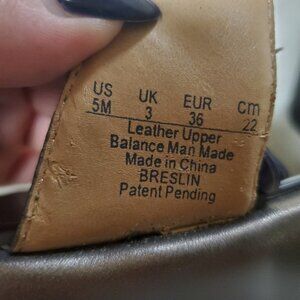 US UK EUR cm
5M 3 36 22
Leather Upper
Balance Man Made
Made in China
BRESLIN
Patent Pending